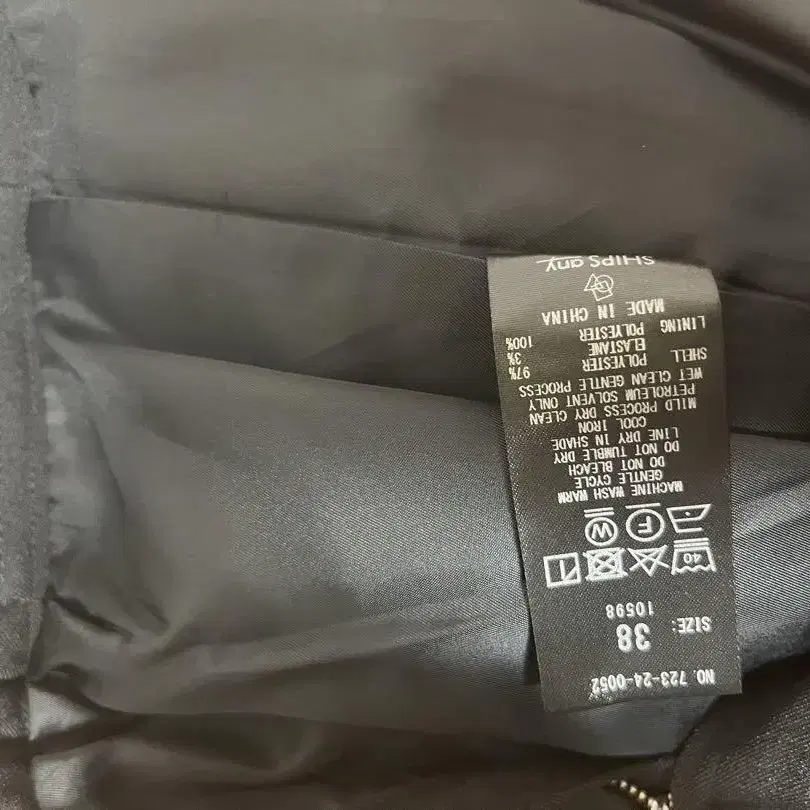 NO. 723-24-0052
SIZE: 38
10598
40
F W
MACHINE WASH WARM
GENTLE CYCLE
DO NOT BLEACH
DO NOT TUMBLE DRY
LINE DRY IN SHADE
COOL IRON
MILD PROCESS DRY CLEAN
PETROLEUM SOLVENT ONLY
WET CLEAN GENTLE PROCESS
SHELL POLYESTER 97%
ELASTANE 3%
LINING POLYESTER 100%
MADE IN CHINA
SHIPS any